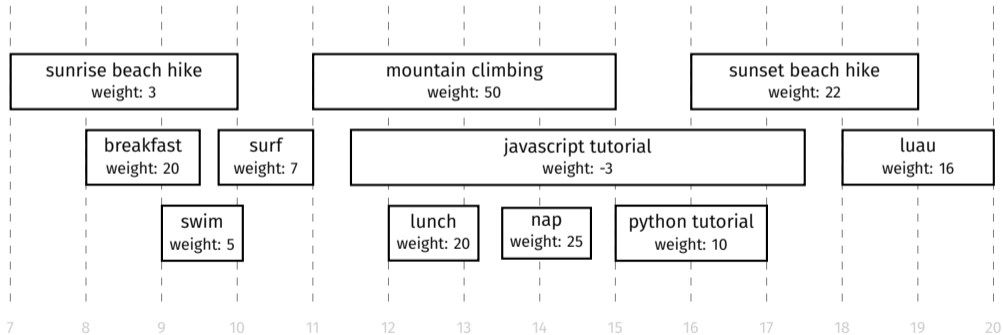 sunrise beach hike
weight: 3
mountain climbing
weight: 50
sunset beach hike
weight: 22
breakfast
weight: 20
surf
weight: 7
javascript tutorial
weight: -3
luau
weight: 16
swim
weight: 5
lunch
weight: 20
nap
weight: 25
python tutorial
weight: 10
7 8 9 10 11 12 13 14 15 16 17 18 19 20